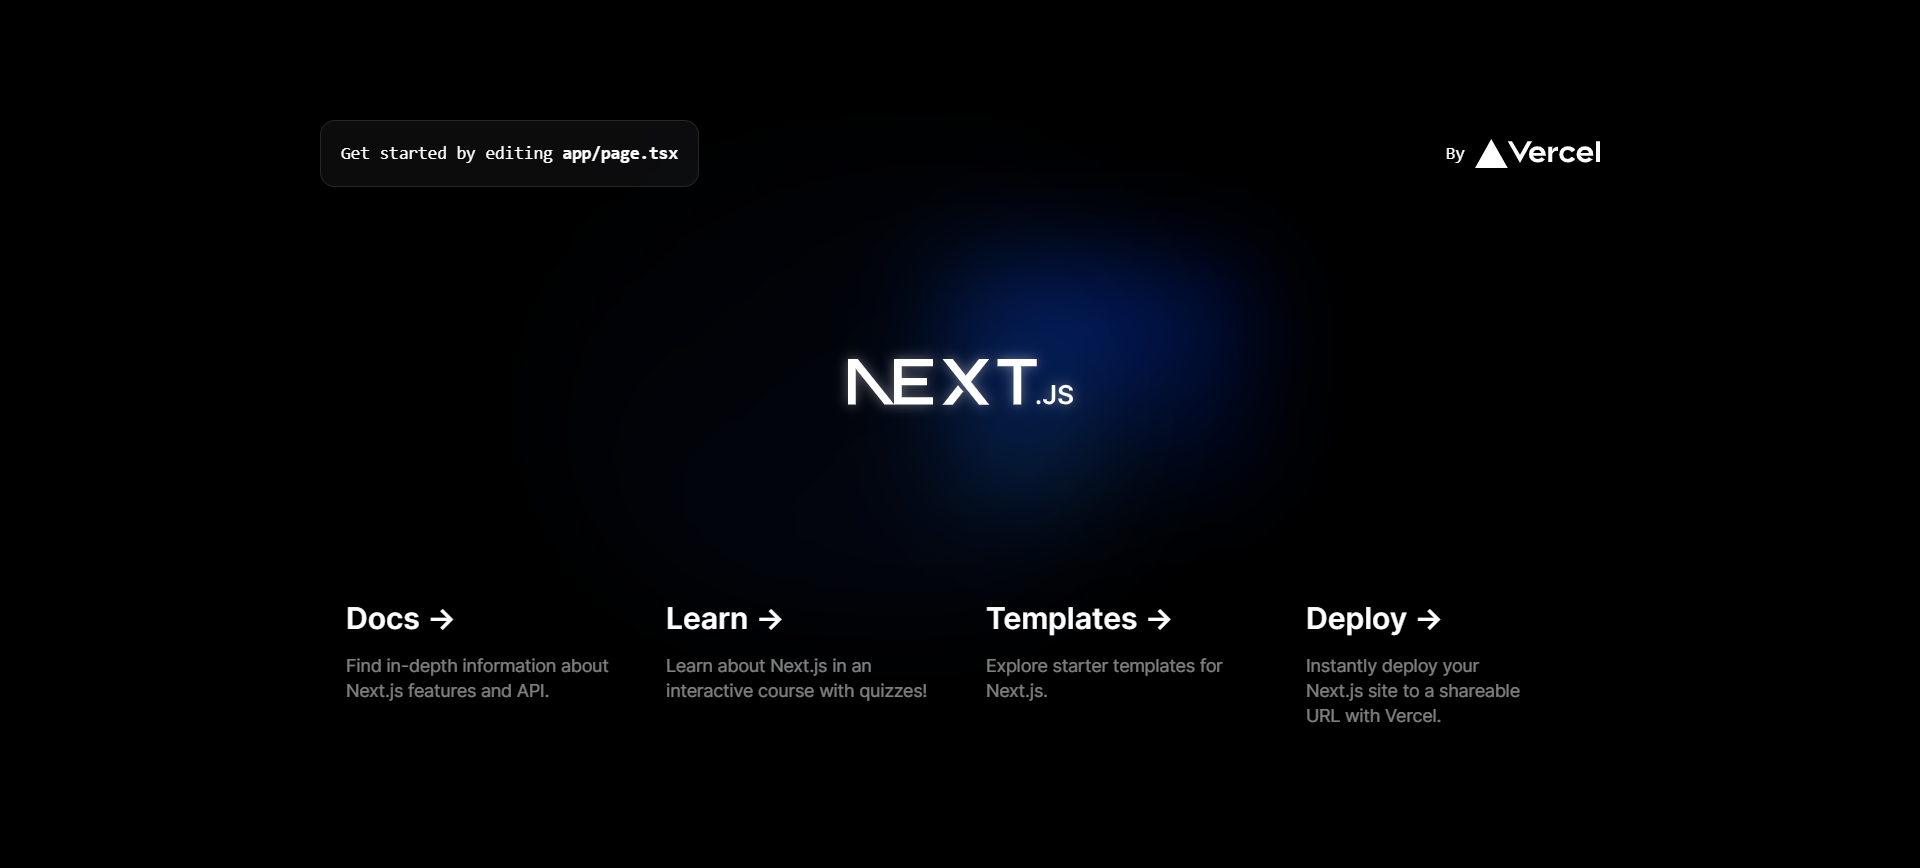 Get started by editing app/page.tsx
By Vercel
NEXT.JS
Docs →
Find in-depth information about
Next.js features and API.
Learn →
Learn about Next.js in an
interactive course with quizzes!
Templates →
Explore starter templates for
Next.js.
Deploy →
Instantly deploy your
Next.js site to a shareable
URL with Vercel.